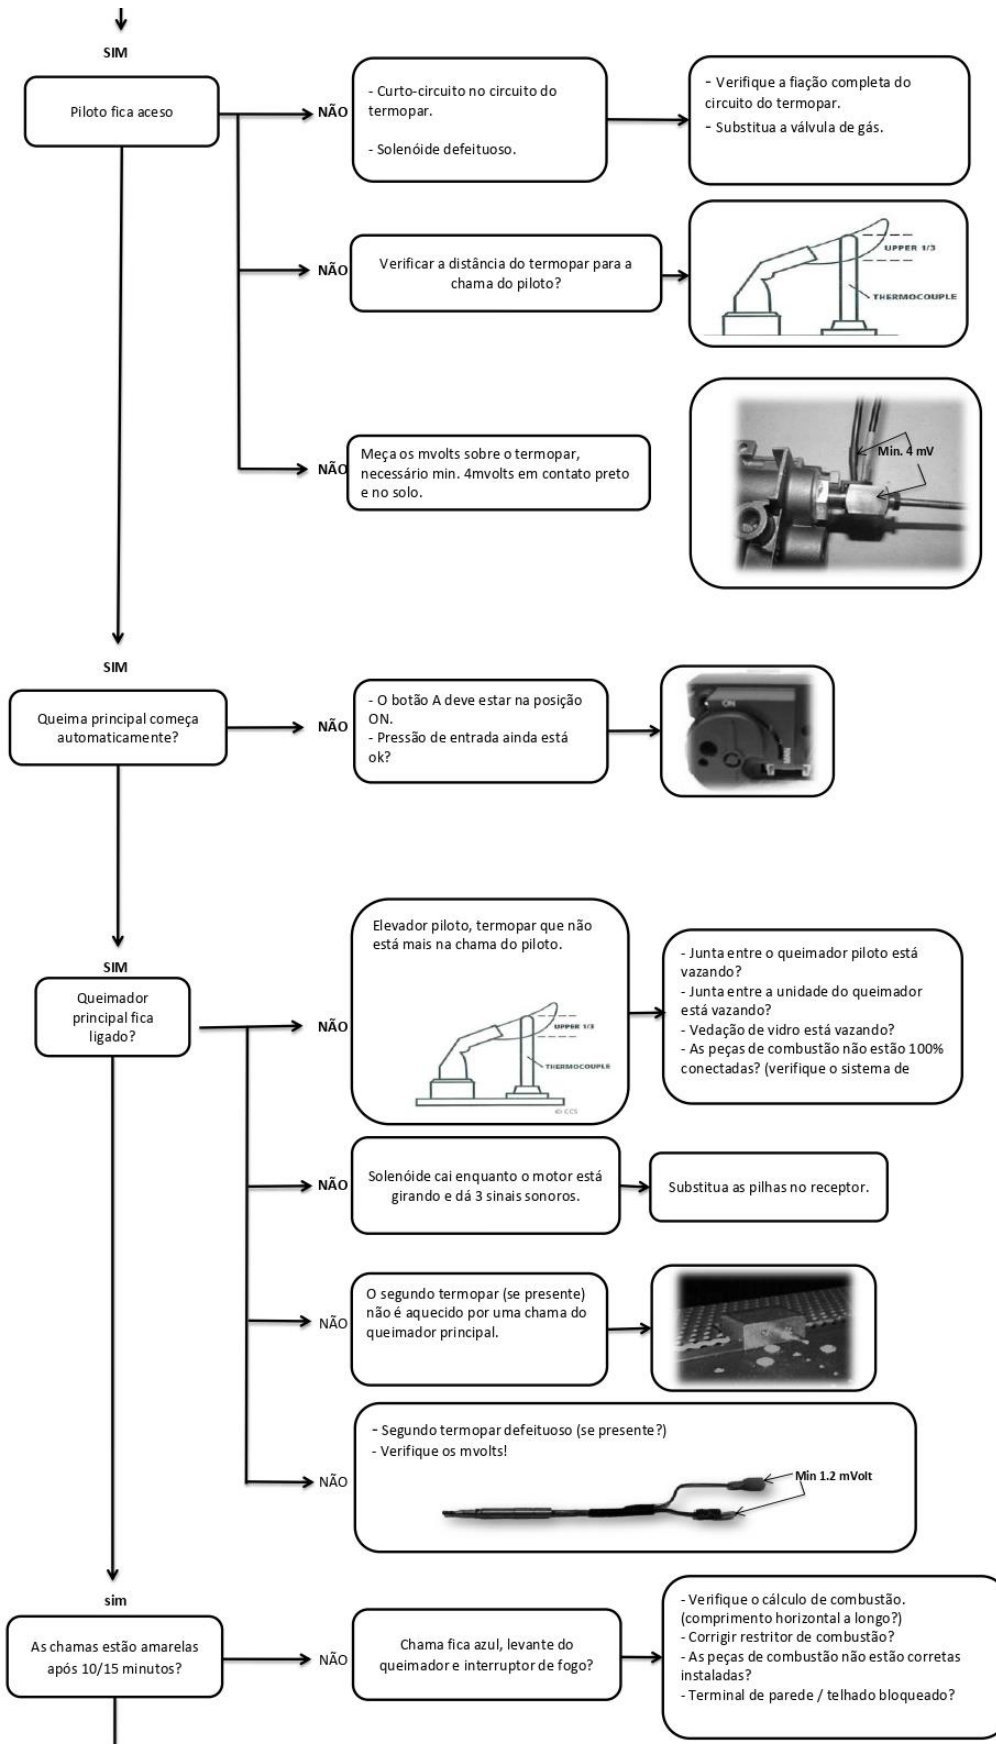 SIM
Piloto fica aceso
NÃO
- Curto-circuito no circuito do
termopar.
- Solenóide defeituoso.
- Verifique a fiação completa do
circuito do termopar.
- Substitua a válvula de gás.
NÃO
Verificar a distância do termopar para a
chama do piloto?
UPPER 1/3
THERMOCOUPLE
NÃO
Meça os mvolts sobre o termopar,
necessário min. 4mvolts em contato preto
e no solo.
Min. 4 mV
SIM
Queima principal começa
automaticamente?
NÃO
- O botão A deve estar na posição
ON.
- Pressão de entrada ainda está
ok?
ON
MAN
SIM
Queimador
principal fica
ligado?
NÃO
Elevador piloto, termopar que não
está mais na chama do piloto.
UPPER 1/3
THERMOCOUPLE
© CCS
- Junta entre o queimador piloto está
vazando?
- Junta entre a unidade do queimador
está vazando?
- Vedação de vidro está vazando?
- As peças de combustão não estão 100%
conectadas? (verifique o sistema de
NÃO
Solenóide cai enquanto o motor está
girando e dá 3 sinais sonoros.
Substitua as pilhas no receptor.
NÃO
O segundo termopar (se presente)
não é aquecido por uma chama do
queimador principal.
NÃO
- Segundo termopar defeituoso (se presente?)
- Verifique os mvolts!
Min 1.2 mVolt
sim
As chamas estão amarelas
após 10/15 minutos?
NÃO
Chama fica azul, levante do
queimador e interruptor de fogo?
- Verifique o cálculo de combustão.
(comprimento horizontal a longo?)
- Corrigir restritor de combustão?
- As peças de combustão não estão corretas
instaladas?
- Terminal de parede / telhado bloqueado?